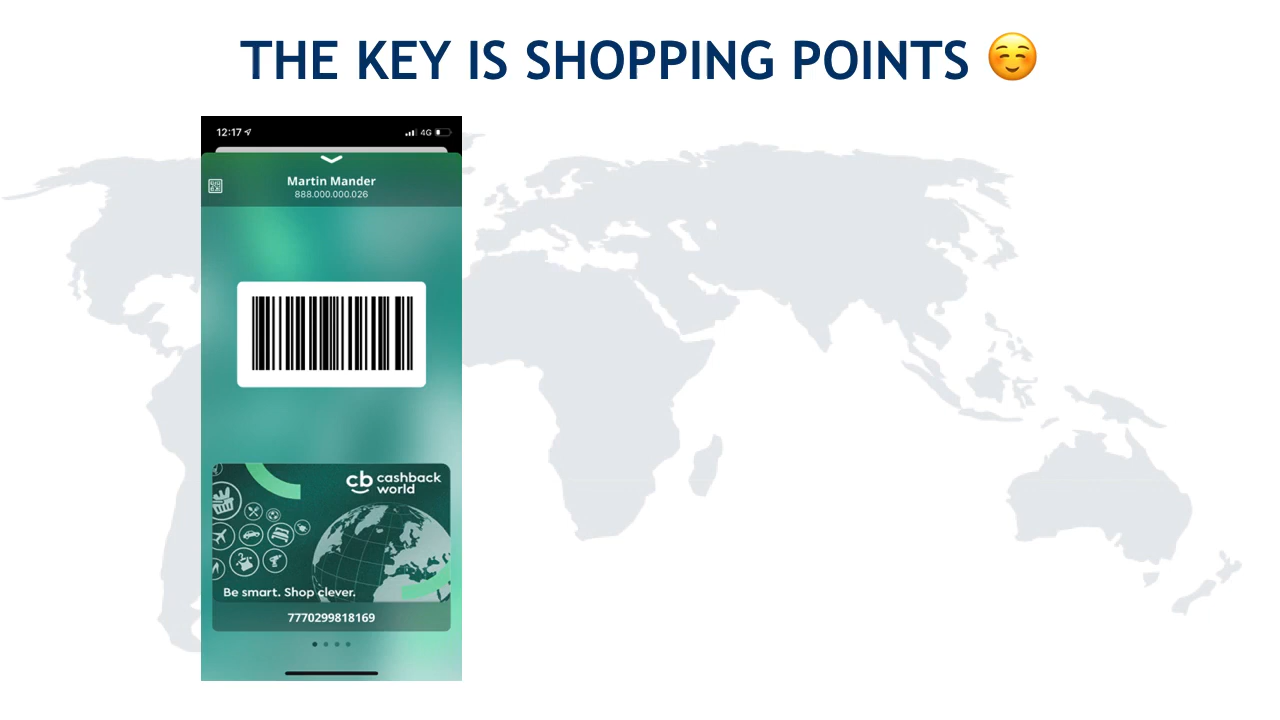 THE KEY IS SHOPPING POINTS ☺️
12:17
4G
Martin Mander
888.000.000.026
cb cashback
world
Be smart. Shop clever.
7770299818169